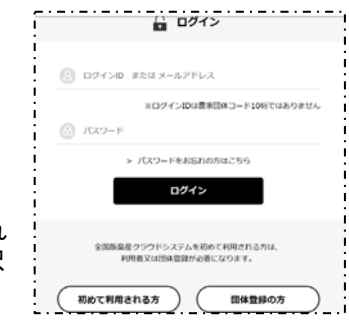 ログイン
ログインID または メールアドレス
※ログインIDは農家団体コード10桁ではありません
パスワード
> パスワードをお忘れの方はこちら
ログイン
全国版畜産クラウドシステムを初めて利用される方は、
利用者又は団体登録が必要になります。
初めて利用される方
団体登録の方